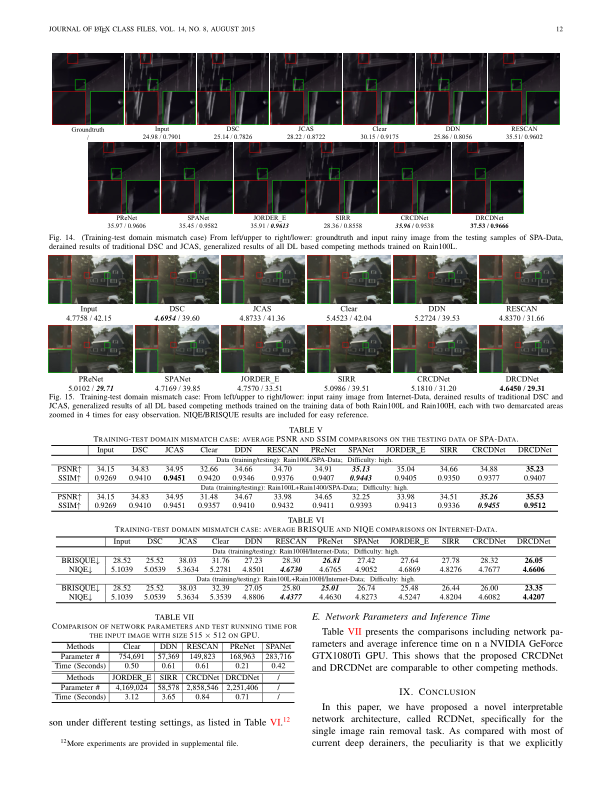 JOURNAL OF LATEX CLASS FILES, VOL. 14, NO. 8, AUGUST 2015 12
Groundtruth Input DSC JCAS Clear DDN RESCAN
/ 24.98 / 0.7901 25.14 / 0.7826 28.22 / 0.8722 30.15 / 0.9175 25.86 / 0.8056 35.51 / 0.9602
PReNet SPANet JORDER_E SIRR CRCDNet DRCDNet
35.97 / 0.9606 35.45 / 0.9582 35.91 / 0.9613 28.36 / 0.8558 35.96 / 0.9538 37.53 / 0.9666
Fig. 14. (Training-test domain mismatch case) From left/upper to right/lower: groundtruth and input rainy image from the testing samples of SPA-Data,
derained results of traditional DSC and JCAS, generalized results of all DL based competing methods trained on Rain100L.
Input DSC JCAS Clear DDN RESCAN
4.7758 / 42.15 4.6954 / 39.60 4.8733 / 41.36 5.4523 / 42.04 5.2724 / 39.53 4.8370 / 31.66
PReNet SPANet JORDER_E SIRR CRCDNet DRCDNet
5.0102 / 29.71 4.7169 / 39.85 4.7570 / 33.51 5.0986 / 39.51 5.1810 / 31.20 4.6450 / 29.31
Fig. 15. Training-test domain mismatch case: From left/upper to right/lower: input rainy image from Internet-Data, derained results of traditional DSC and
JCAS, generalized results of all DL based competing methods trained on the training data of both Rain100L and Rain100H, each with two demarcated areas
zoomed in 4 times for easy observation. NIQE/BRISQUE results are included for easy reference.
TABLE V
TRAINING-TEST DOMAIN MISMATCH CASE: AVERAGE PSNR AND SSIM COMPARISONS ON THE TESTING DATA OF SPA-DATA.
Input DSC JCAS Clear DDN RESCAN PReNet SPANet JORDER_E SIRR CRCDNet DRCDNet
Data (training/testing): Rain100L/SPA-Data; Difficulty: high.
PSNR↑ 34.15 34.83 34.95 32.66 34.66 34.70 34.91 35.13 35.04 34.66 34.88 35.23
SSIM↑ 0.9269 0.9410 0.9451 0.9420 0.9346 0.9376 0.9407 0.9443 0.9405 0.9350 0.9377 0.9407
Data (training/testing): Rain100L+Rain1400/SPA-Data; Difficulty: high.
PSNR↑ 34.15 34.83 34.95 31.48 34.67 33.98 34.65 32.25 33.98 34.51 35.26 35.53
SSIM↑ 0.9269 0.9410 0.9451 0.9357 0.9410 0.9432 0.9411 0.9393 0.9413 0.9336 0.9455 0.9512
TABLE VI
TRAINING-TEST DOMAIN MISMATCH CASE: AVERAGE BRISQUE AND NIQE COMPARISONS ON INTERNET-DATA.
Input DSC JCAS Clear DDN RESCAN PReNet SPANet JORDER_E SIRR CRCDNet DRCDNet
Data (training/testing): Rain100H/Internet-Data; Difficulty: high.
BRISQUE↓ 28.52 25.52 38.03 31.76 27.23 28.30 26.81 27.42 27.64 27.78 28.32 26.05
NIQE↓ 5.1039 5.0539 5.3634 5.2781 4.8501 4.6730 4.6765 4.9052 4.6869 4.8276 4.7677 4.6606
Data (training/testing): Rain100L+Rain100H/Internet-Data; Difficulty: high.
BRISQUE↓ 28.52 25.52 38.03 32.39 27.05 25.80 25.01 26.74 25.48 26.44 26.00 23.35
NIQE↓ 5.1039 5.0539 5.3634 5.3539 4.8806 4.4377 4.4630 4.8273 4.5247 4.8204 4.6082 4.4207
TABLE VII
COMPARISON OF NETWORK PARAMETERS AND TEST RUNNING TIME FOR
THE INPUT IMAGE WITH SIZE 515 × 512 ON GPU.
Methods Clear DDN RESCAN PReNet SPANet
Parameter # 754,691 57,369 149,823 168,963 283,716
Time (Seconds) 0.50 0.61 0.61 0.21 0.42
Methods JORDER_E SIRR CRCDNet DRCDNet /
Parameter # 4,169,024 58,578 2,858,546 2,251,406 /
Time (Seconds) 3.12 3.65 0.84 0.71 /
son under different testing settings, as listed in Table VI.12
12More experiments are provided in supplemental file.
E. Network Parameters and Inference Time
Table VII presents the comparisons including network pa-
rameters and average inference time on n a NVIDIA GeForce
GTX1080Ti GPU. This shows that the proposed CRCDNet
and DRCDNet are comparable to other competing methods.
IX. CONCLUSION
In this paper, we have proposed a novel interpretable
network architecture, called RCDNet, specifically for the
single image rain removal task. As compared with most of
current deep derainers, the peculiarity is that we explicitly